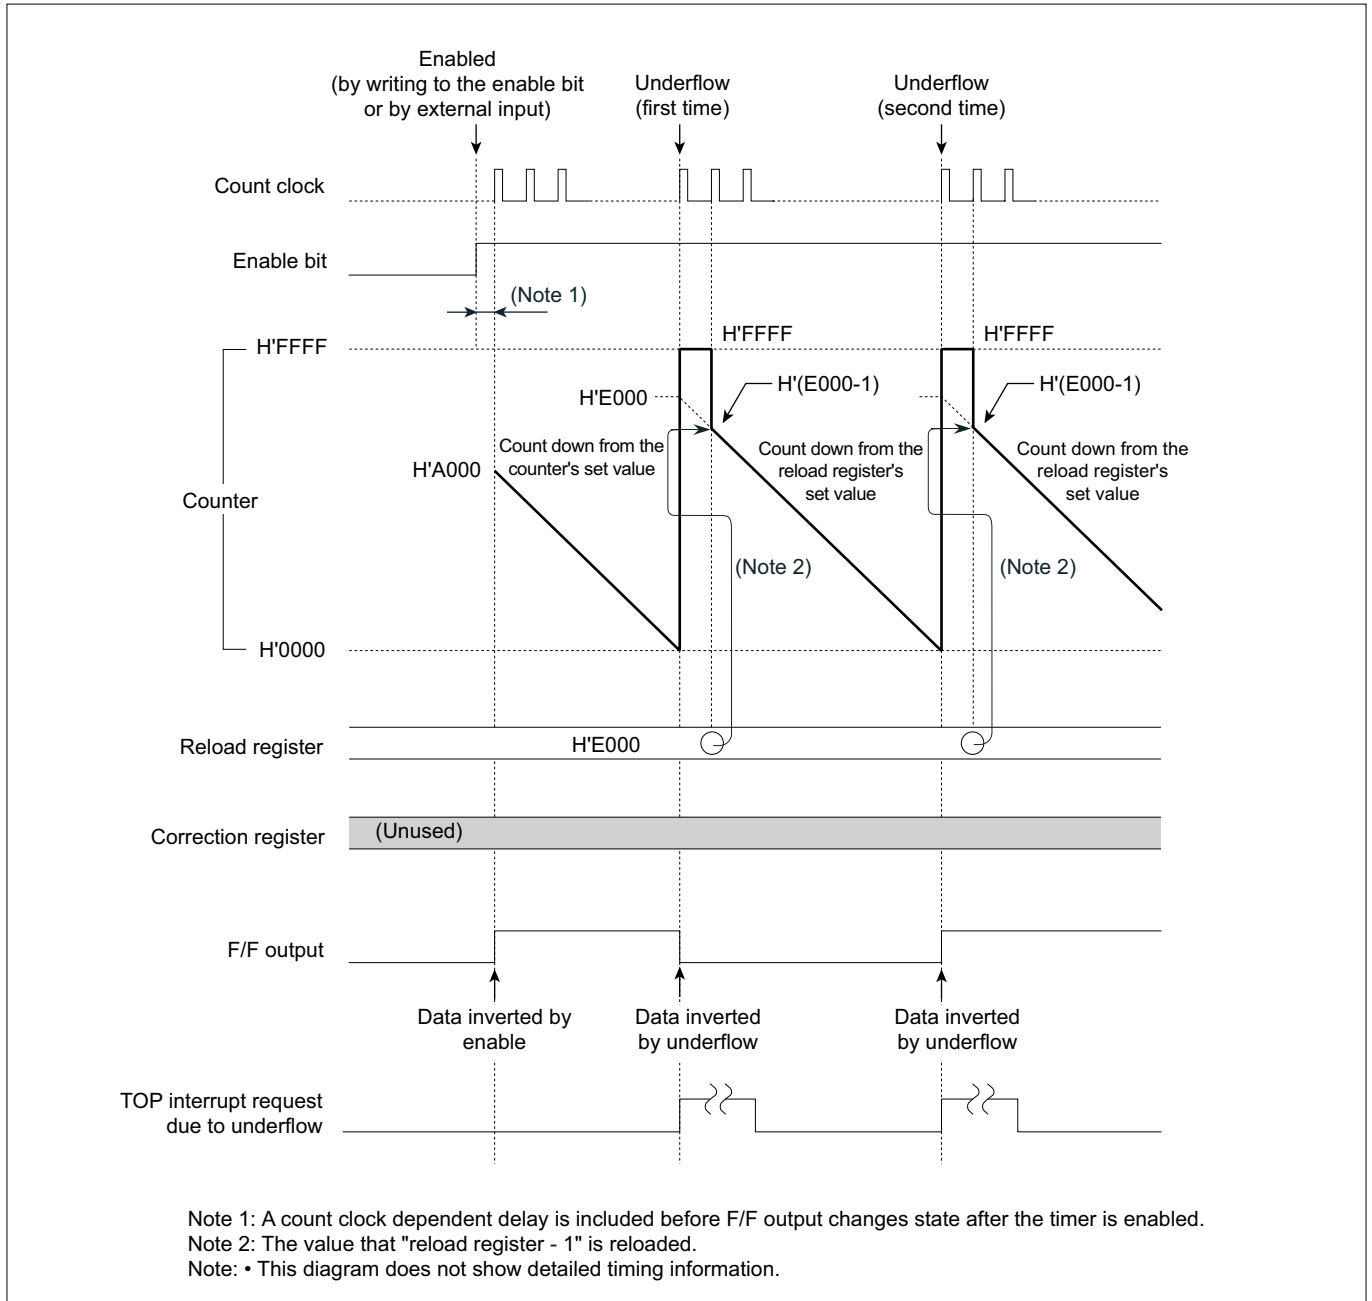 Enabled
(by writing to the enable bit
or by external input)
Underflow
(first time)
Underflow
(second time)
Count clock
Enable bit
(Note 1)
H'FFFF
H'FFFF
H'FFFF
H'E000
H'(E000-1)
H'(E000-1)
Count down from the
counter's set value
Count down from the
reload register's
set value
Count down from the
reload register's
set value
H'A000
Counter
(Note 2)
(Note 2)
H'0000
Reload register
H'E000
Correction register
(Unused)
F/F output
Data inverted by
enable
Data inverted
by underflow
Data inverted
by underflow
TOP interrupt request
due to underflow
Note 1: A count clock dependent delay is included before F/F output changes state after the timer is enabled.
Note 2: The value that "reload register - 1" is reloaded.
Note: • This diagram does not show detailed timing information.